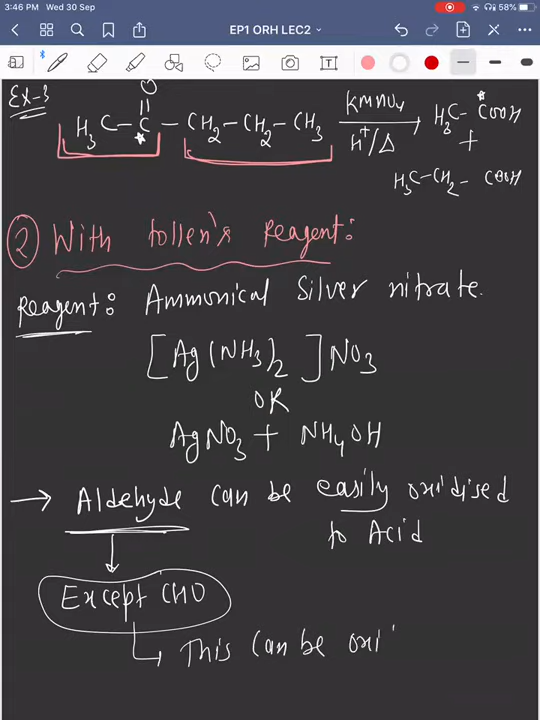 3:46 PM Wed 30 Sep 58%
EP1 ORH LEC2
Ex-3
O
H3C-C-CH2-CH2-CH3 KMnO4 H3C-COOH
H+/Δ +
H3C-CH2-COOH
② With tollen's Reagent:
Reagent: Ammonical Silver nitrate.
[Ag(NH3)2]NO3
OR
AgNO3 + NH4OH
→ Aldehyde can be easily oxidised
to Acid
Except CHO
This can be oxi